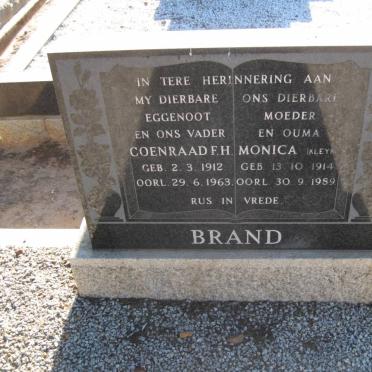 IN TERE HERINNERING AAN
MY DIERBARE
EGGENOOT
EN ONS VADER
COENRAAD F.H.
GEB. 2. 3. 1912
OORL. 29. 6. 1963
ONS DIERBARE
MOEDER
EN OUMA
MONICA (KLEYN)
GEB. 13. 10. 1914
OORL. 30. 9. 1989
RUS IN VREDE.
BRAND